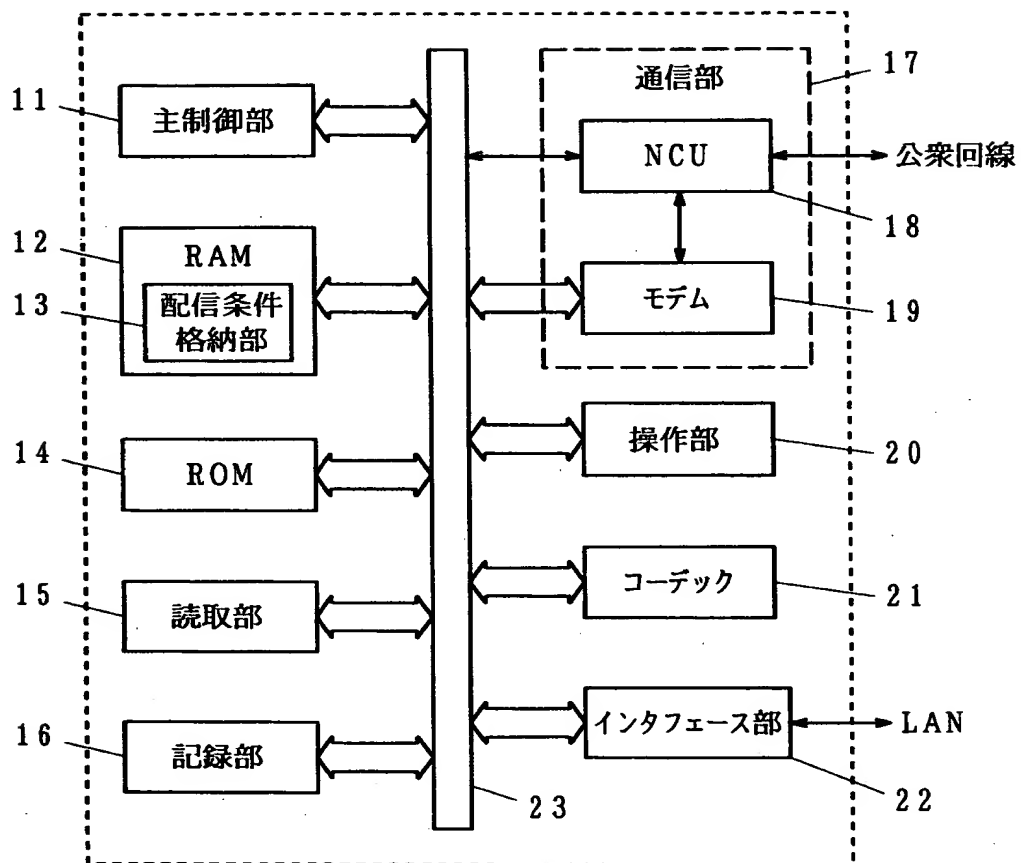 11
主制御部
12
RAM
13
配信条件
格納部
14
ROM
15
読取部
16
記録部
17
通信部
NCU
公衆回線
18
モデム
19
操作部
20
コーデック
21
インタフェース部
LAN
22
23